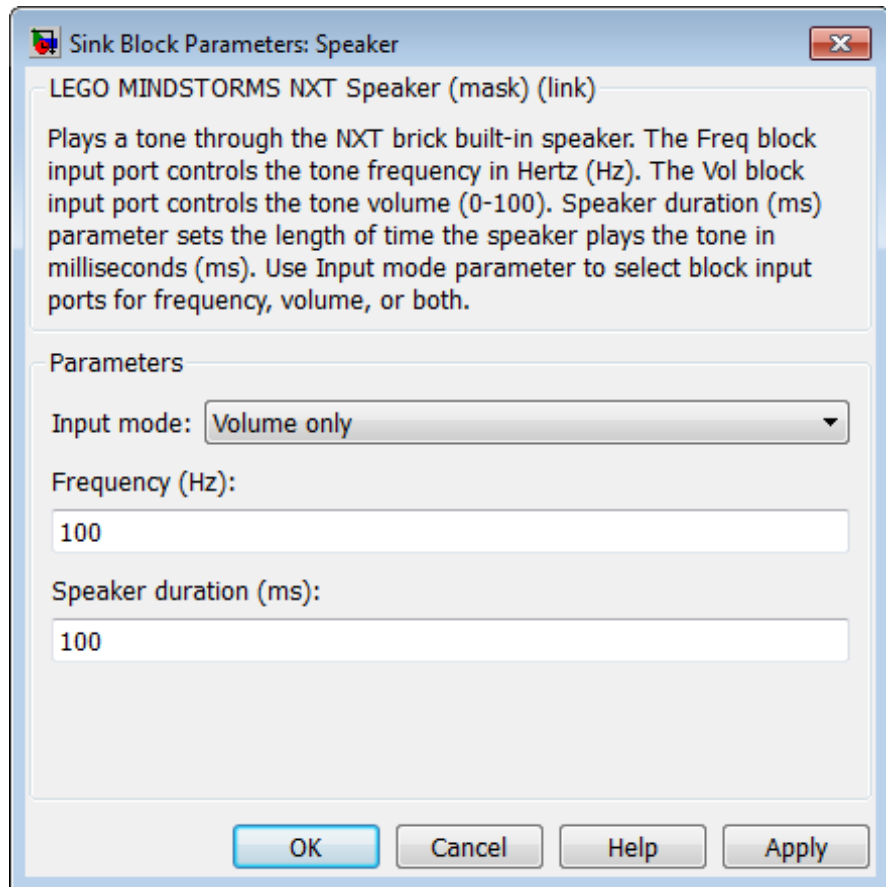 Sink Block Parameters: Speaker
LEGO MINDSTORMS NXT Speaker (mask) (link)
Plays a tone through the NXT brick built-in speaker. The Freq block
input port controls the tone frequency in Hertz (Hz). The Vol block
input port controls the tone volume (0-100). Speaker duration (ms)
parameter sets the length of time the speaker plays the tone in
milliseconds (ms). Use Input mode parameter to select block input
ports for frequency, volume, or both.
Parameters
Input mode: Volume only
Frequency (Hz):
100
Speaker duration (ms):
100
OK Cancel Help Apply